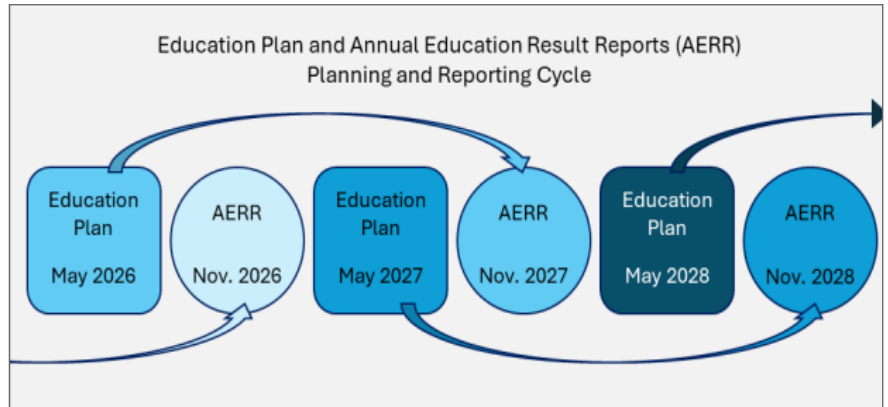 Education Plan and Annual Education Result Reports (AERR)
Planning and Reporting Cycle
Education
Plan
May 2026
AERR
Nov. 2026
Education
Plan
May 2027
AERR
Nov. 2027
Education
Plan
May 2028
AERR
Nov. 2028